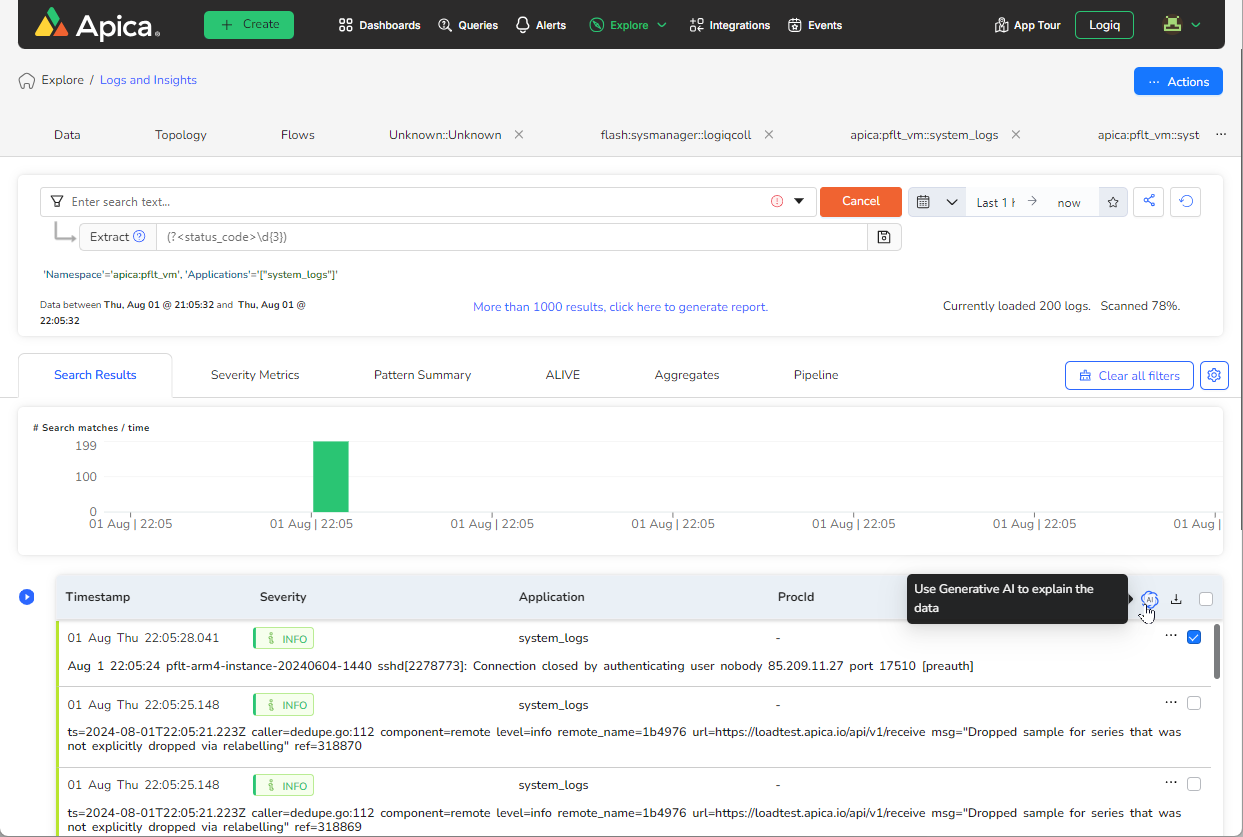 Apica
+ Create
Dashboards
Queries
Alerts
Explore
Integrations
Events
App Tour
Logiq
Explore / Logs and Insights
··· Actions
Data
Topology
Flows
Unknown::Unknown
flash:sysmanager::logiqcoll
apica:pflt_vm::system_logs
apica:pflt_vm::syst
···
Enter search text...
Cancel
Last 1 h
now
Extract
(?<status_code>\d{3})
'Namespace'='apica:pflt_vm', 'Applications'='["system_logs"]'
Data between Thu, Aug 01 @ 21:05:32 and Thu, Aug 01 @
22:05:32
More than 1000 results, click here to generate report.
Currently loaded 200 logs. Scanned 78%.
Search Results
Severity Metrics
Pattern Summary
ALIVE
Aggregates
Pipeline
Clear all filters
# Search matches / time
199
100
0
01 Aug | 22:05
01 Aug | 22:05
01 Aug | 22:05
01 Aug | 22:05
01 Aug | 22:05
01 Aug | 22:05
01 Aug |
Use Generative AI to explain the
data
AI
Timestamp
Severity
Application
ProcId
01 Aug Thu 22:05:28.041
INFO
system_logs
-
···
Aug 1 22:05:24 pflt-arm4-instance-20240604-1440 sshd[2278773]: Connection closed by authenticating user nobody 85.209.11.27 port 17510 [preauth]
01 Aug Thu 22:05:25.148
INFO
system_logs
-
···
ts=2024-08-01T22:05:21.223Z caller=dedupe.go:112 component=remote level=info remote_name=1b4976 url=https://loadtest.apica.io/api/v1/receive msg="Dropped sample for series that was
not explicitly dropped via relabelling" ref=318870
01 Aug Thu 22:05:25.148
INFO
system_logs
-
···
ts=2024-08-01T22:05:21.223Z caller=dedupe.go:112 component=remote level=info remote_name=1b4976 url=https://loadtest.apica.io/api/v1/receive msg="Dropped sample for series that was
not explicitly dropped via relabelling" ref=318869